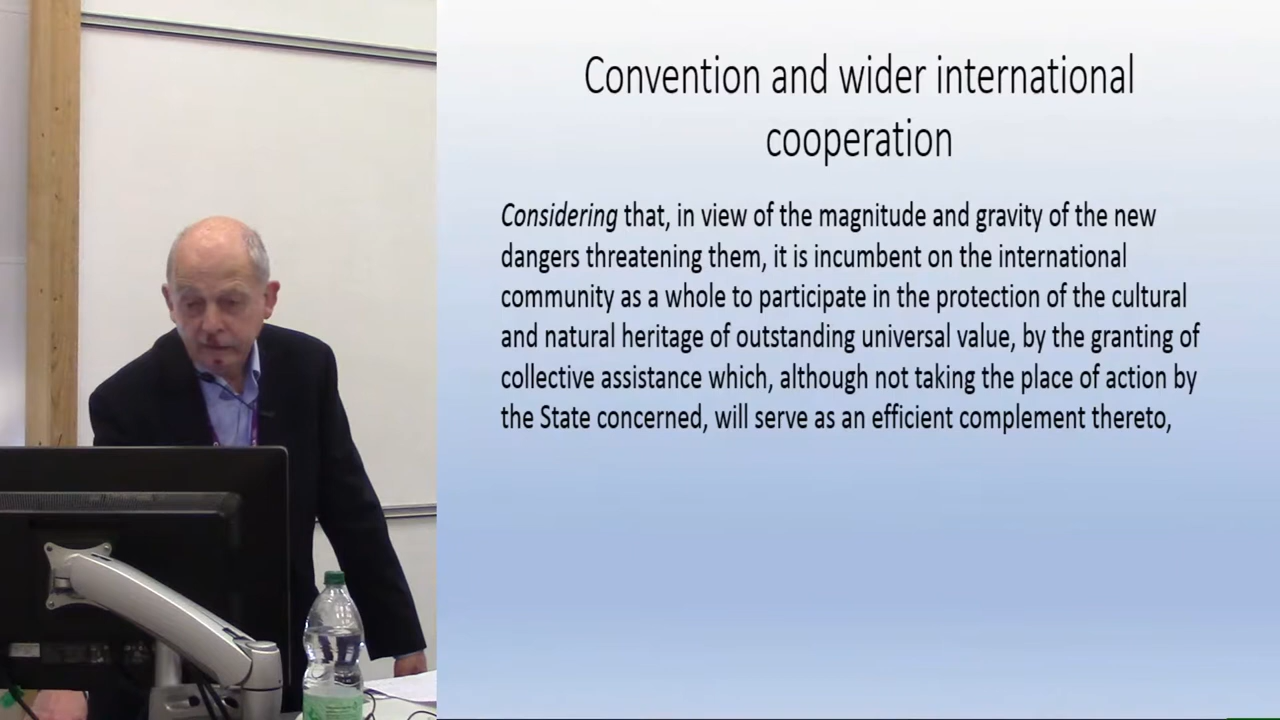 Convention and wider international
cooperation
Considering that, in view of the magnitude and gravity of the new
dangers threatening them, it is incumbent on the international
community as a whole to participate in the protection of the cultural
and natural heritage of outstanding universal value, by the granting of
collective assistance which, although not taking the place of action by
the State concerned, will serve as an efficient complement thereto,